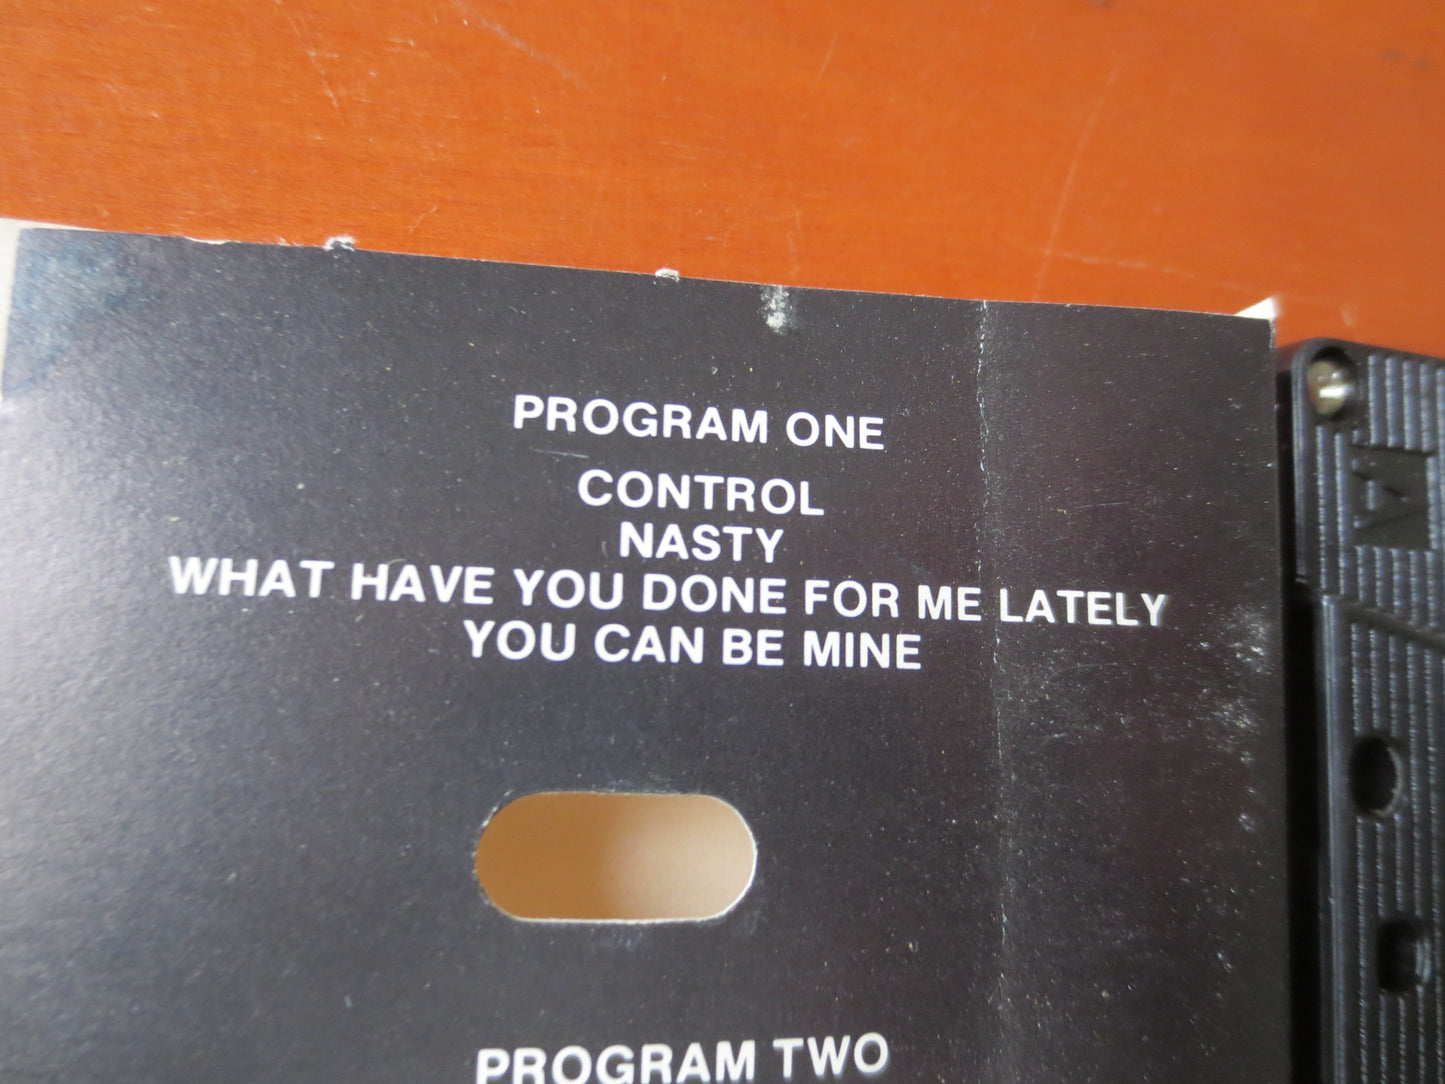 PROGRAM ONE
CONTROL
NASTY
WHAT HAVE YOU DONE FOR ME LATELY
YOU CAN BE MINE
PROGRAM TWO